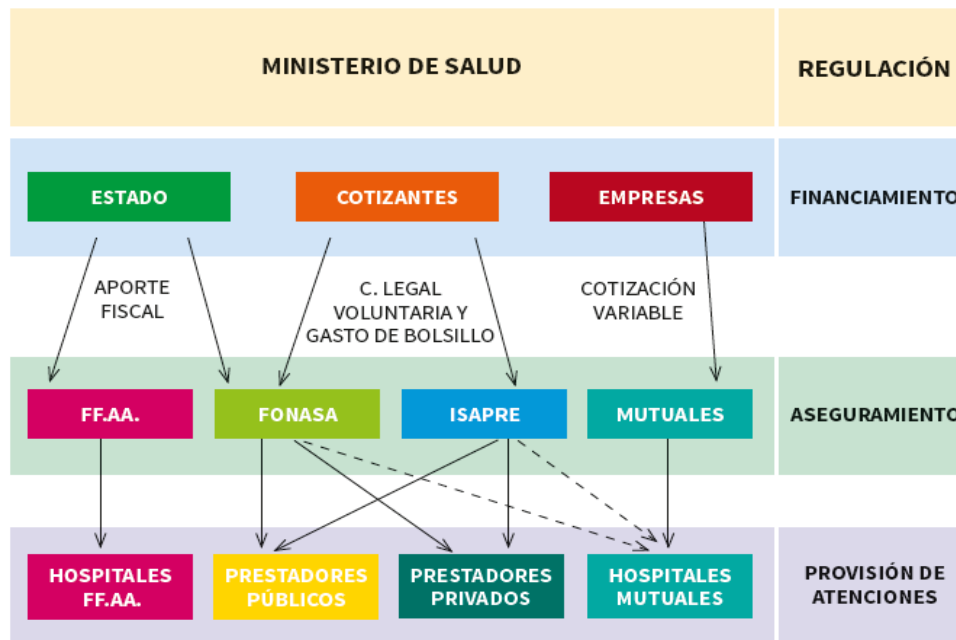 MINISTERIO DE SALUD
REGULACIÓN
ESTADO
COTIZANTES
EMPRESAS
FINANCIAMIENTO
APORTE
FISCAL
C. LEGAL
VOLUNTARIA Y
GASTO DE BOLSILLO
COTIZACIÓN
VARIABLE
FF.AA.
FONASA
ISAPRE
MUTUALES
ASEGURAMIENTO
HOSPITALES
FF.AA.
PRESTADORES
PÚBLICOS
PRESTADORES
PRIVADOS
HOSPITALES
MUTUALES
PROVISIÓN DE
ATENCIONES